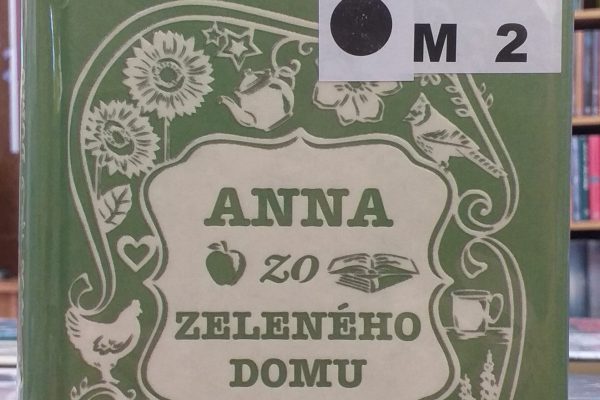 M 2
ANNA
zo
ZELENÉHO
DOMU